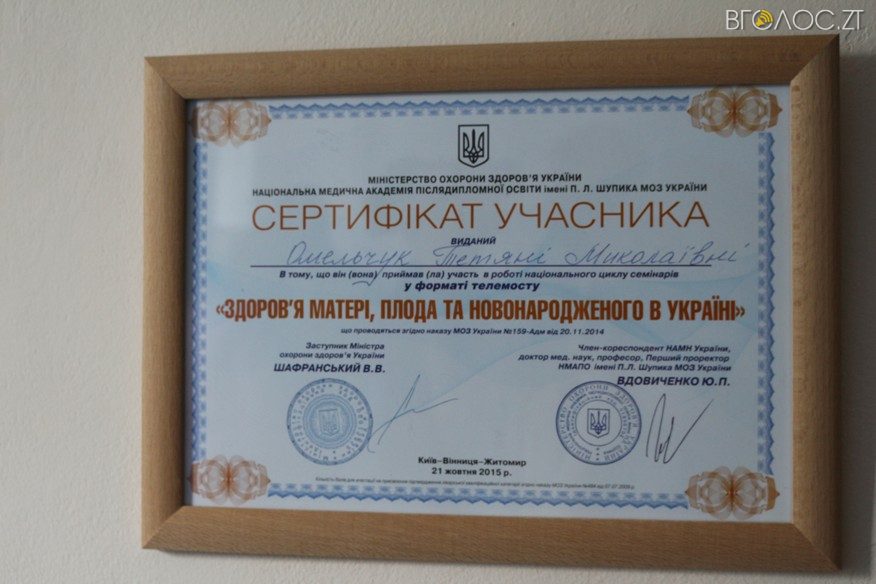 ВГОЛОС.ZT
МІНІСТЕРСТВО ОХОРОНИ ЗДОРОВ'Я УКРАЇНИ
НАЦІОНАЛЬНА МЕДИЧНА АКАДЕМІЯ ПІСЛЯДИПЛОМНОЇ ОСВІТИ імені П. Л. ШУПИКА МОЗ УКРАЇНИ
СЕРТИФІКАТ УЧАСНИКА
ВИДАНИЙ
Омельчук Тетяні Миколаївні
В тому, що він (вона) приймав (ла) участь в роботі національного циклу семінарів
у форматі телемосту
«ЗДОРОВ'Я МАТЕРІ, ПЛОДА ТА НОВОНАРОДЖЕНОГО В УКРАЇНІ»
що проводяться згідно наказу МОЗ України №159-Адм від 20.11.2014
Заступник Міністра
охорони здоров'я України
ШАФРАНСЬКИЙ В.В.
Член-кореспондент НАМН України,
доктор мед. наук, професор, Перший проректор
НМАПО імені П.Л. Шупика МОЗ України
ВДОВИЧЕНКО Ю.П.
МІНІСТЕРСТВО ОХОРОНИ ЗДОРОВ'Я УКРАЇНИ
Київ–Вінниця–Житомир
21 жовтня 2015 р.